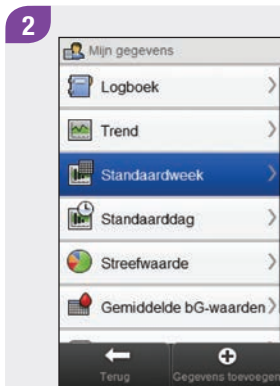 2
Mijn gegevens
Logboek
Trend
Standaardweek
Standaarddag
Streefwaarde
Gemiddelde bG-waarden
Terug
Gegevens toevoegen